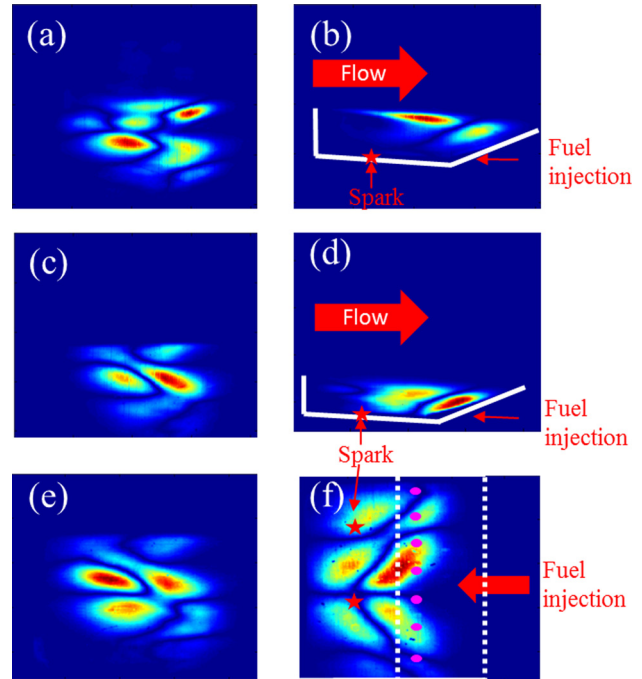 (a)
(b)
Flow
Fuel
injection
Spark
(c)
(d)
Flow
Fuel
injection
Spark
(e)
(f)
Fuel
injection